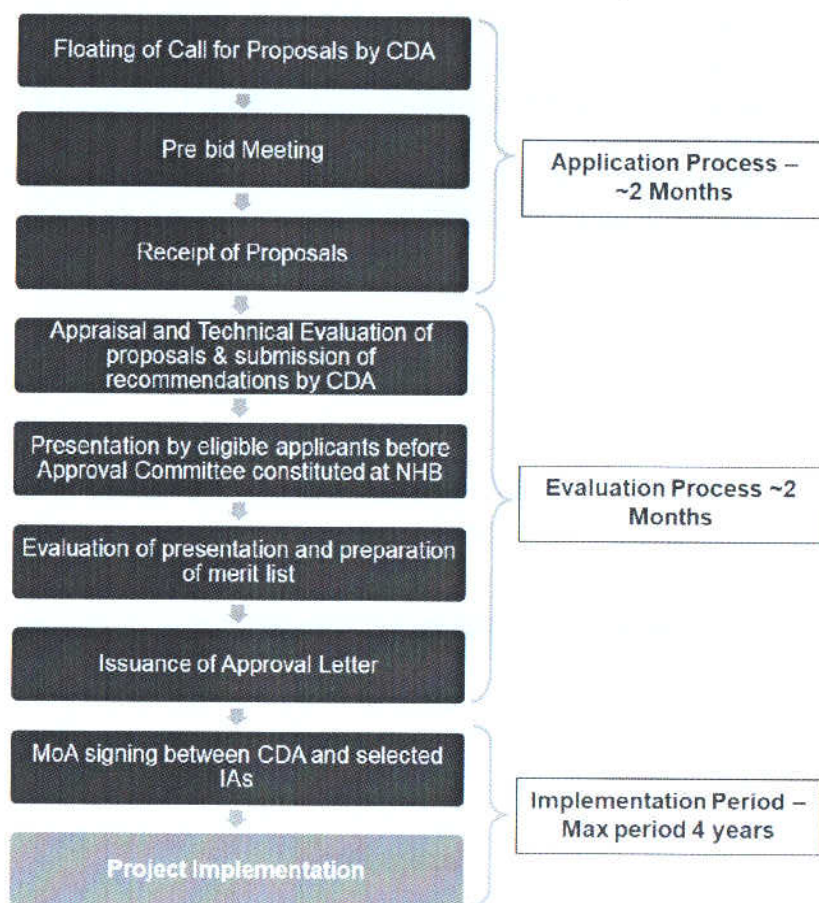 Floating of Call for Proposals by CDA
Pre bid Meeting
Receipt of Proposals
Application Process –
~2 Months
Appraisal and Technical Evaluation of
proposals & submission of
recommendations by CDA
Presentation by eligible applicants before
Approval Committee constituted at NHB
Evaluation of presentation and preparation
of merit list
Issuance of Approval Letter
Evaluation Process ~2
Months
MoA signing between CDA and selected
IAs
Project Implementation
Implementation Period –
Max period 4 years